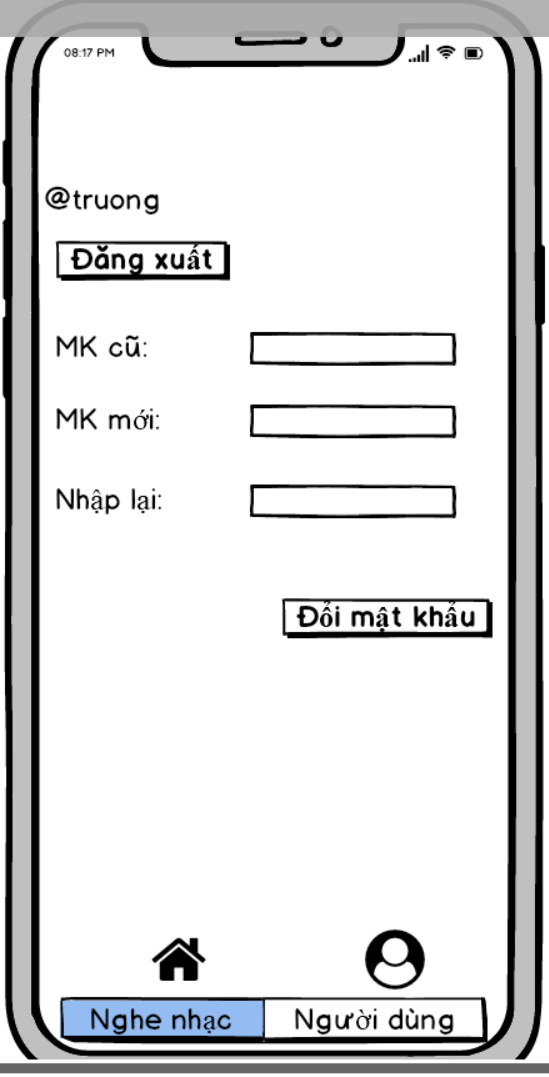 08:17 PM
@truong
Đăng xuất
MK cũ:
MK mới:
Nhập lại:
Đổi mật khẩu
Nghe nhạc
Người dùng